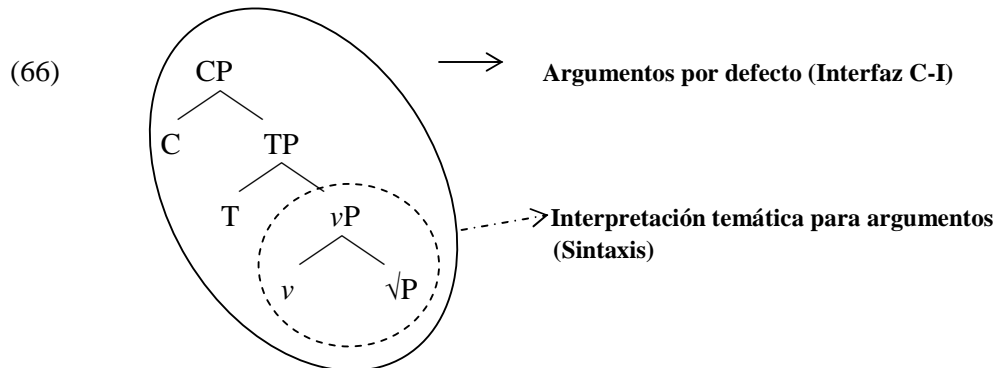 (66)
CP
Argumentos por defecto (Interfaz C-I)
C
TP
T
vP
Interpretación temática para argumentos
(Sintaxis)
v
√P